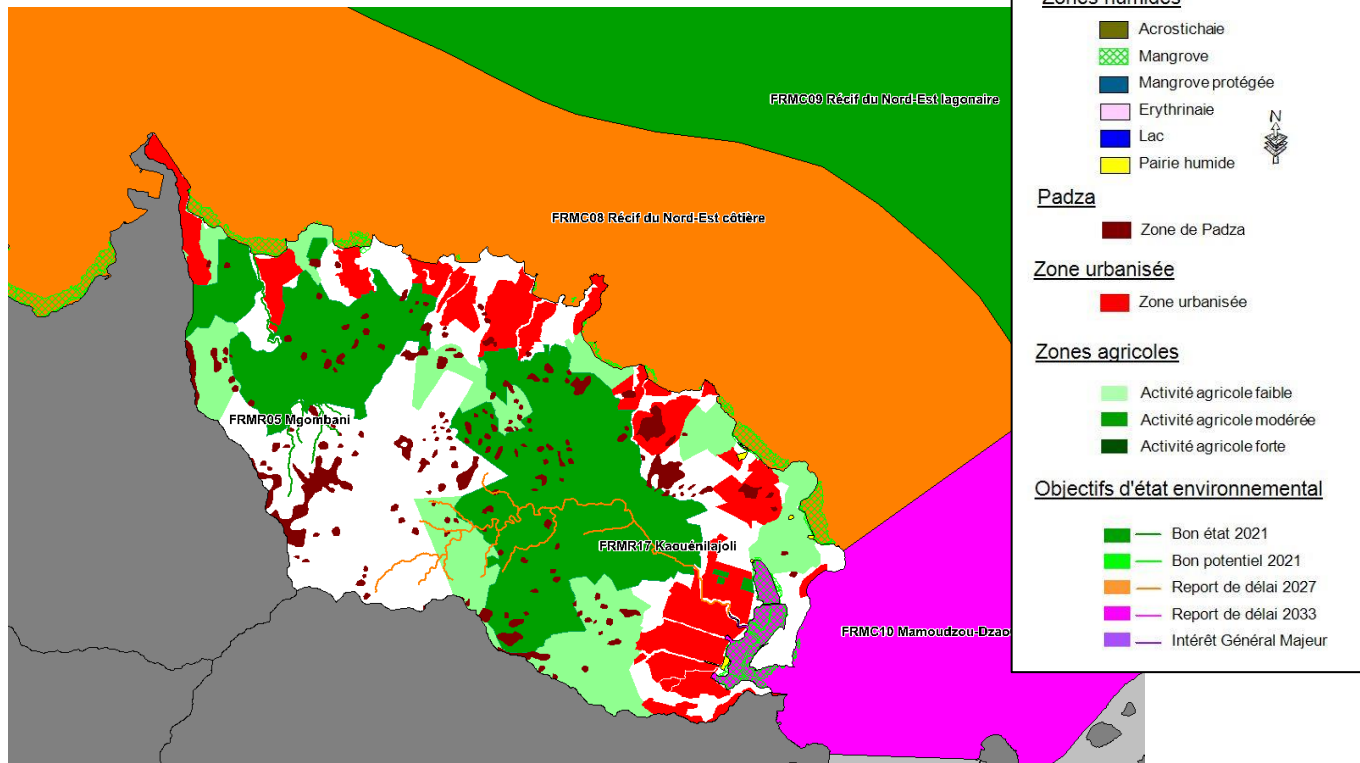 FRMC09 Récif du Nord-Est lagonaire
FRMC08 Récif du Nord-Est côtière
FRMR05 Mgombani
FRMR17 Kaouénilajoli
FRMC10 Mamoudzou-Dzao
Zones humides
Acrostichaie
Mangrove
Mangrove protégée
Erythrinaie
Lac
Pairie humide
N
Padza
Zone de Padza
Zone urbanisée
Zone urbanisée
Zones agricoles
Activité agricole faible
Activité agricole modérée
Activité agricole forte
Objectifs d'état environnemental
Bon état 2021
Bon potentiel 2021
Report de délai 2027
Report de délai 2033
Intérêt Général Majeur